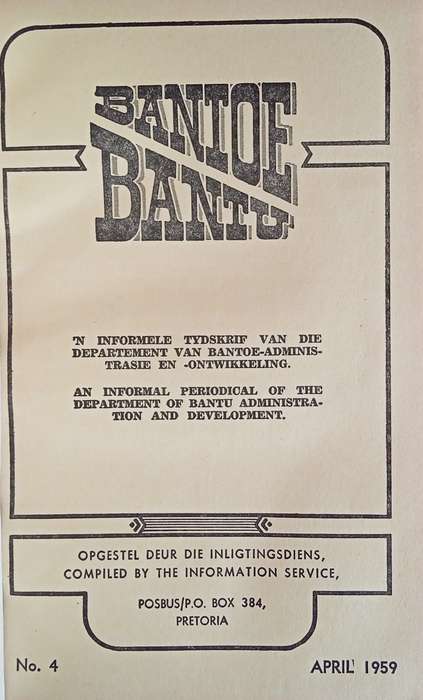 BANTOE
BANTU
'N INFORMELE TYDSKRIF VAN DIE
DEPARTEMENT VAN BANTOE-ADMINIS-
TRASIE EN -ONTWIKKELING.
AN INFORMAL PERIODICAL OF THE
DEPARTMENT OF BANTU ADMINISTRA-
TION AND DEVELOPMENT.
OPGESTEL DEUR DIE INLIGTINGSDIENS,
COMPILED BY THE INFORMATION SERVICE,
POSBUS/P.O. BOX 384,
PRETORIA
No. 4
APRIL 1959